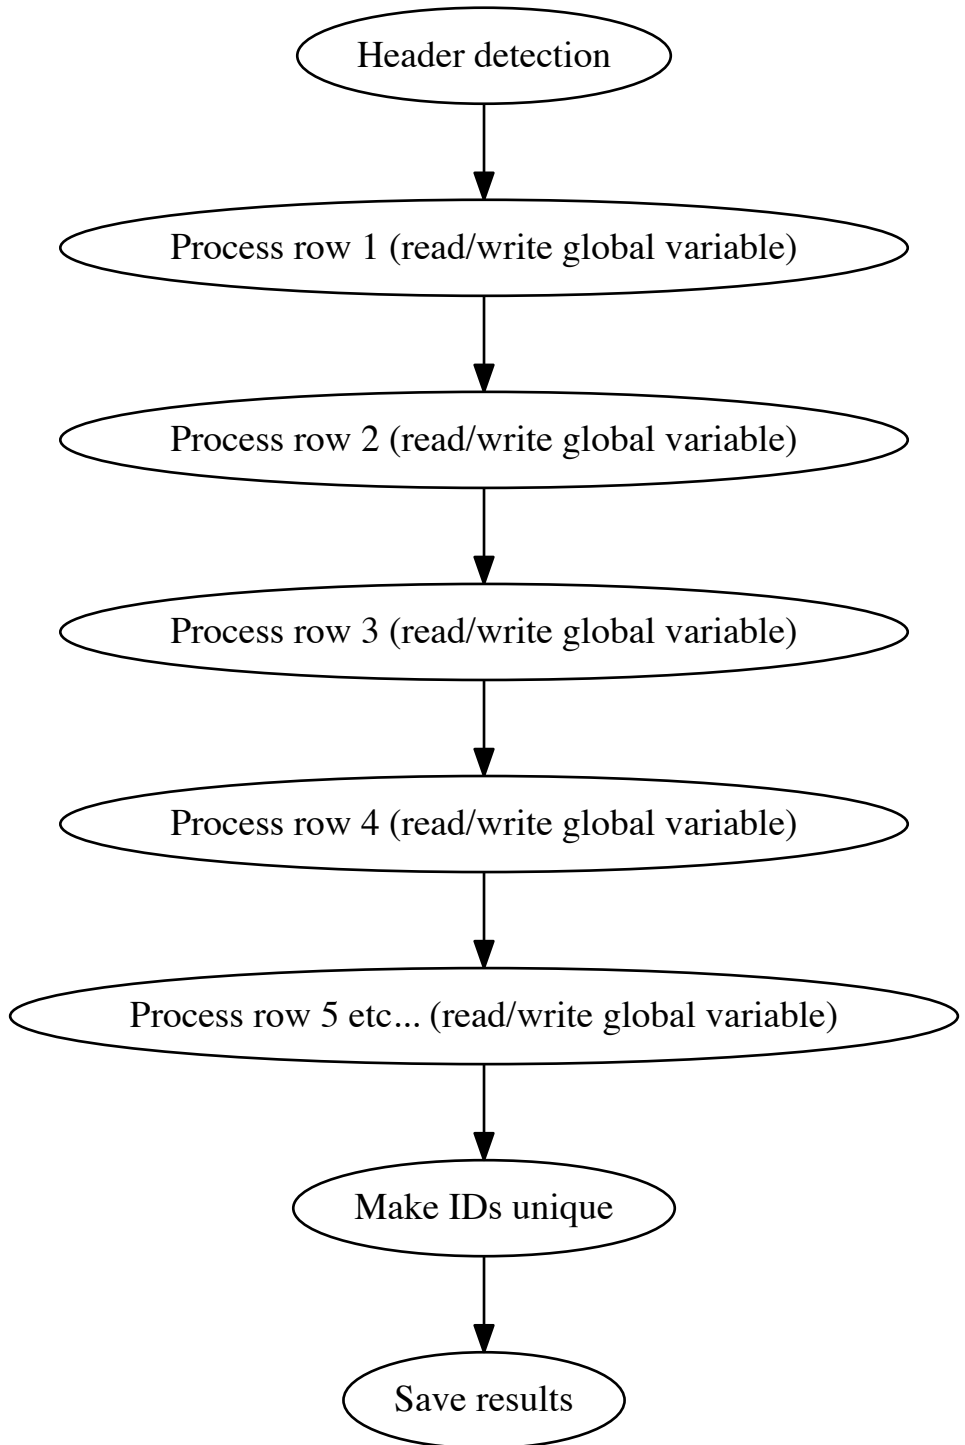 Header detection
Process row 1 (read/write global variable)
Process row 2 (read/write global variable)
Process row 3 (read/write global variable)
Process row 4 (read/write global variable)
Process row 5 etc... (read/write global variable)
Make IDs unique
Save results